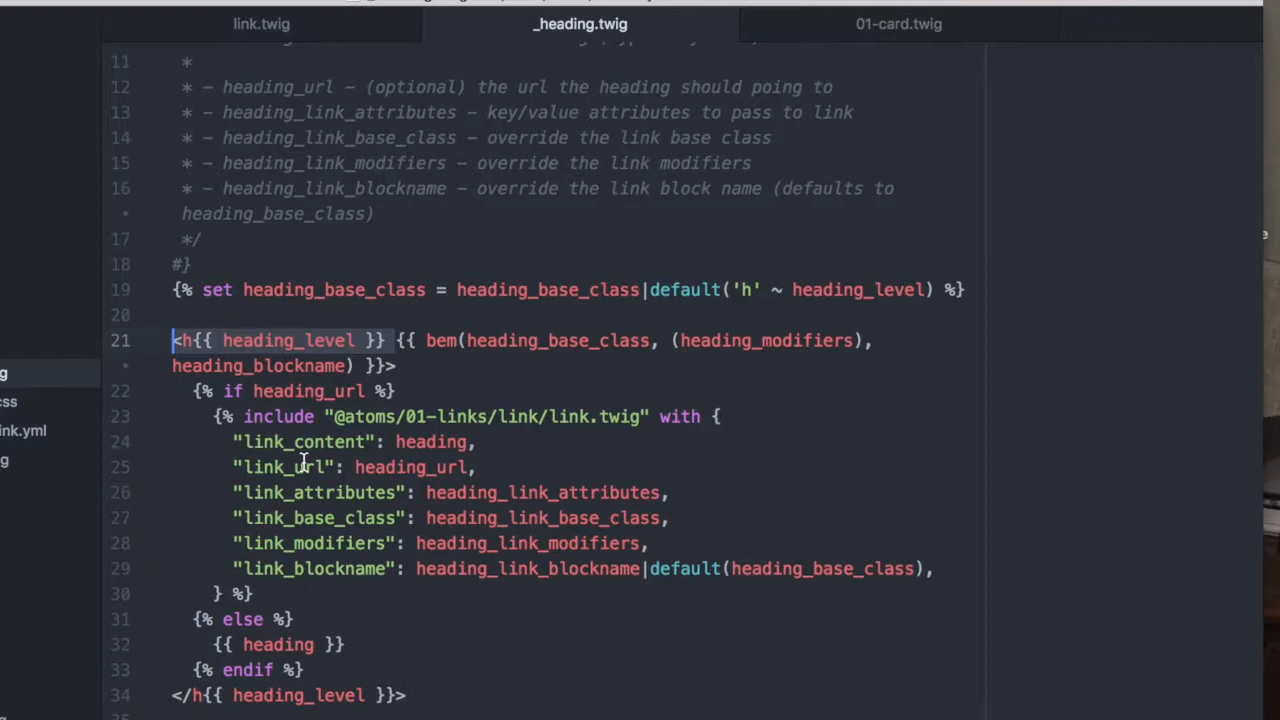 link.twig
_heading.twig
01-card.twig
11 *
12 * - heading_url - (optional) the url the heading should poing to
13 * - heading_link_attributes - key/value attributes to pass to link
14 * - heading_link_base_class - override the link base class
15 * - heading_link_modifiers - override the link modifiers
16 * - heading_link_blockname - override the link block name (defaults to
• heading_base_class)
17 */
18 #}
19 {% set heading_base_class = heading_base_class|default('h' ~ heading_level) %}
20
21 <h{{ heading_level }} {{ bem(heading_base_class, (heading_modifiers),
• heading_blockname) }}>
22 {% if heading_url %}
23 {% include "@atoms/01-links/link/link.twig" with {
24 "link_content": heading,
25 "link_url": heading_url,
26 "link_attributes": heading_link_attributes,
27 "link_base_class": heading_link_base_class,
28 "link_modifiers": heading_link_modifiers,
29 "link_blockname": heading_link_blockname|default(heading_base_class),
30 } %}
31 {% else %}
32 {{ heading }}
33 {% endif %}
34 </h{{ heading_level }}>
g
css
ink.yml
g
e